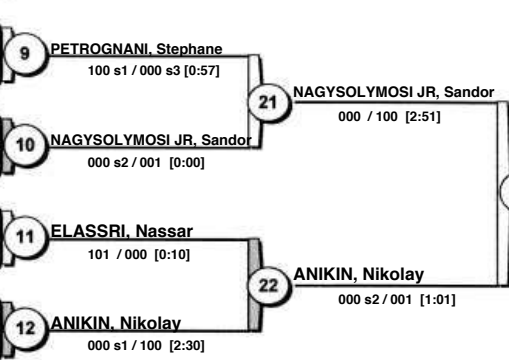 9 PETROGNANI, Stephane
100 s1 / 000 s3 [0:57]
21 NAGYSOLYMOSI JR, Sandor
000 / 100 [2:51]
10 NAGYSOLYMOSI JR, Sandor
000 s2 / 001 [0:00]
11 ELASSRI, Nassar
101 / 000 [0:10]
22 ANIKIN, Nikolay
000 s2 / 001 [1:01]
12 ANIKIN, Nikolay
000 s1 / 100 [2:30]